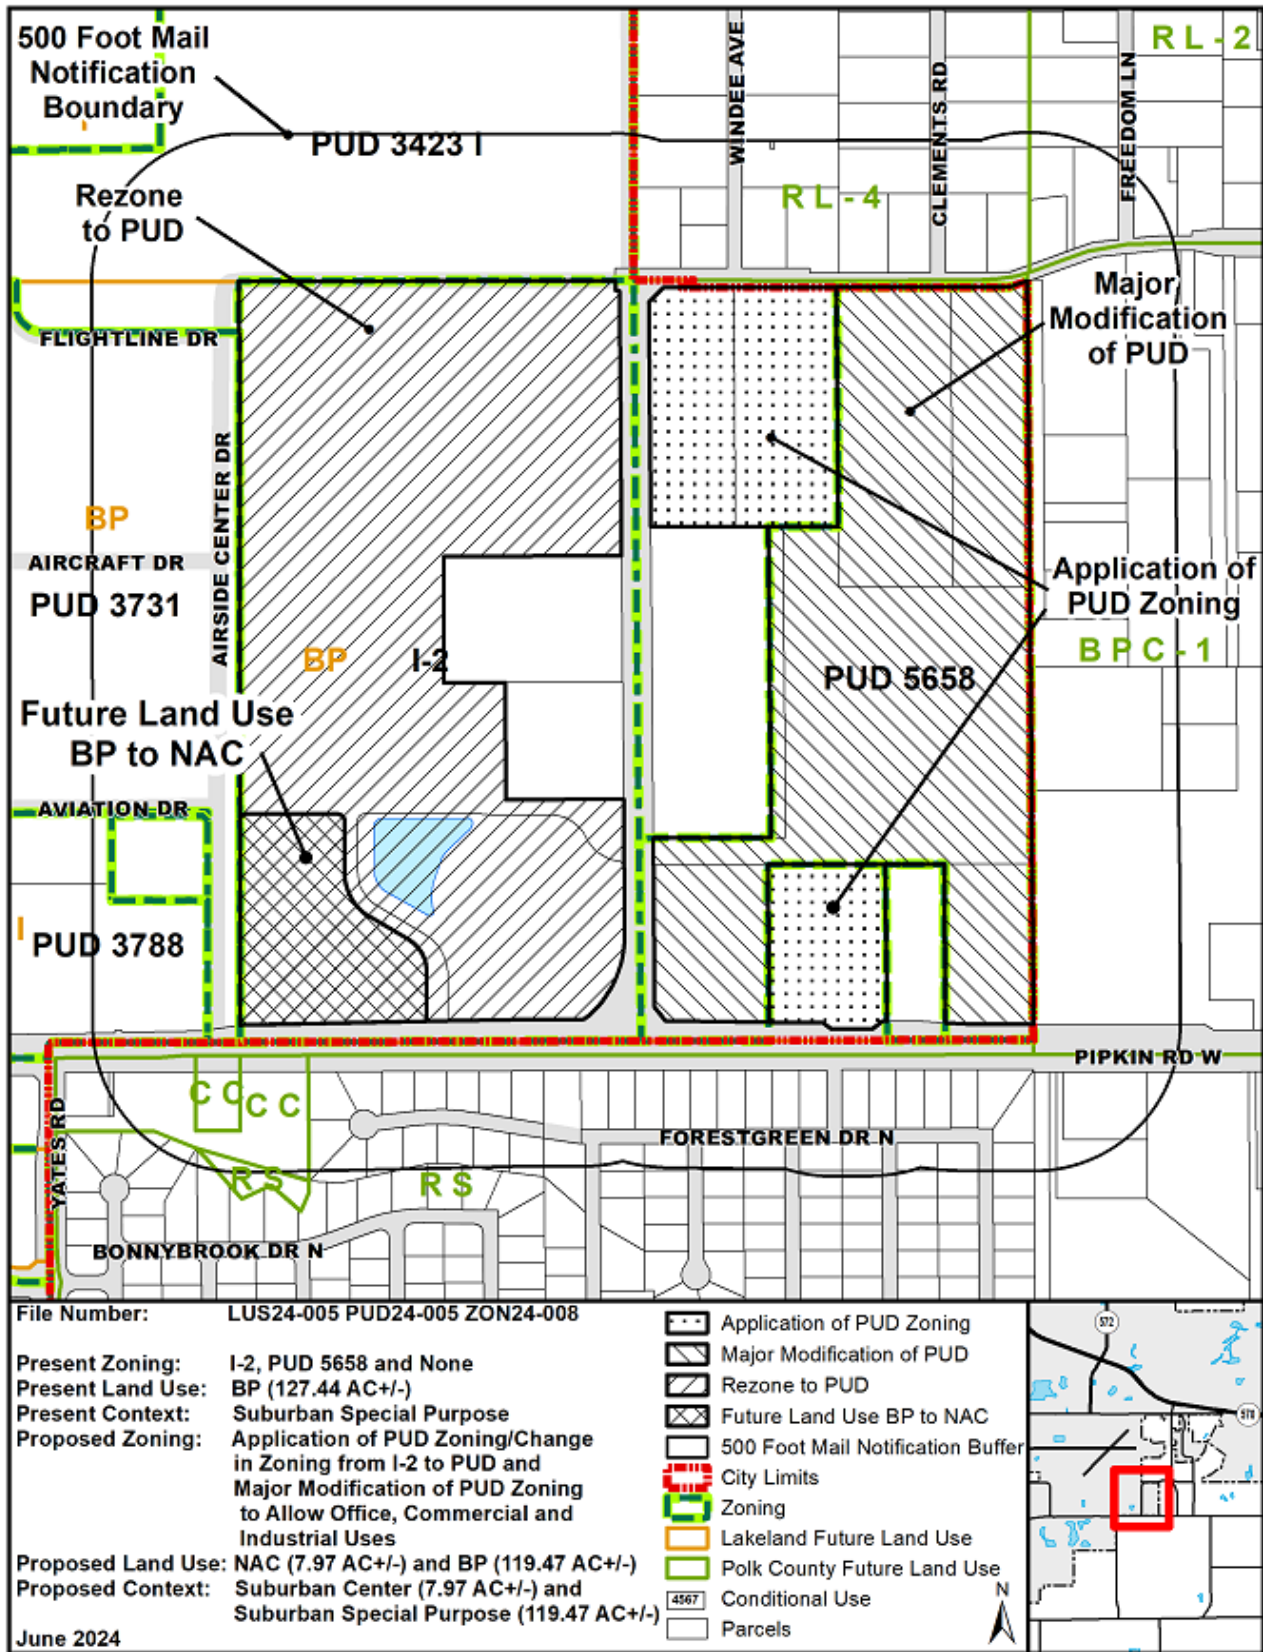 500 Foot Mail
Notification
Boundary
PUD 3423 I
WINDEE AVE
CLEMENTS RD
FREEDOM LN
R L - 2
Rezone
to PUD
R L - 4
FLIGHTLINE DR
Major
Modification
of PUD
AIRSIDE CENTER DR
BP
AIRCRAFT DR
PUD 3731
Application of
PUD Zoning
BP
I-2
PUD 5658
B P C - 1
Future Land Use
BP to NAC
AVIATION DR
I
PUD 3788
PIPKIN RD W
C C
C C
YATES RD
FORESTGREEN DR N
R S
R S
BONNYBROOK DR N
File Number: LUS24-005 PUD24-005 ZON24-008
Present Zoning: I-2, PUD 5658 and None
Present Land Use: BP (127.44 AC+/-)
Present Context: Suburban Special Purpose
Proposed Zoning: Application of PUD Zoning/Change
in Zoning from I-2 to PUD and
Major Modification of PUD Zoning
to Allow Office, Commercial and
Industrial Uses
Proposed Land Use: NAC (7.97 AC+/-) and BP (119.47 AC+/-)
Proposed Context: Suburban Center (7.97 AC+/-) and
Suburban Special Purpose (119.47 AC+/-)
June 2024
Application of PUD Zoning
Major Modification of PUD
Rezone to PUD
Future Land Use BP to NAC
500 Foot Mail Notification Buffer
City Limits
Zoning
Lakeland Future Land Use
Polk County Future Land Use
4567 Conditional Use
Parcels
N
572
570